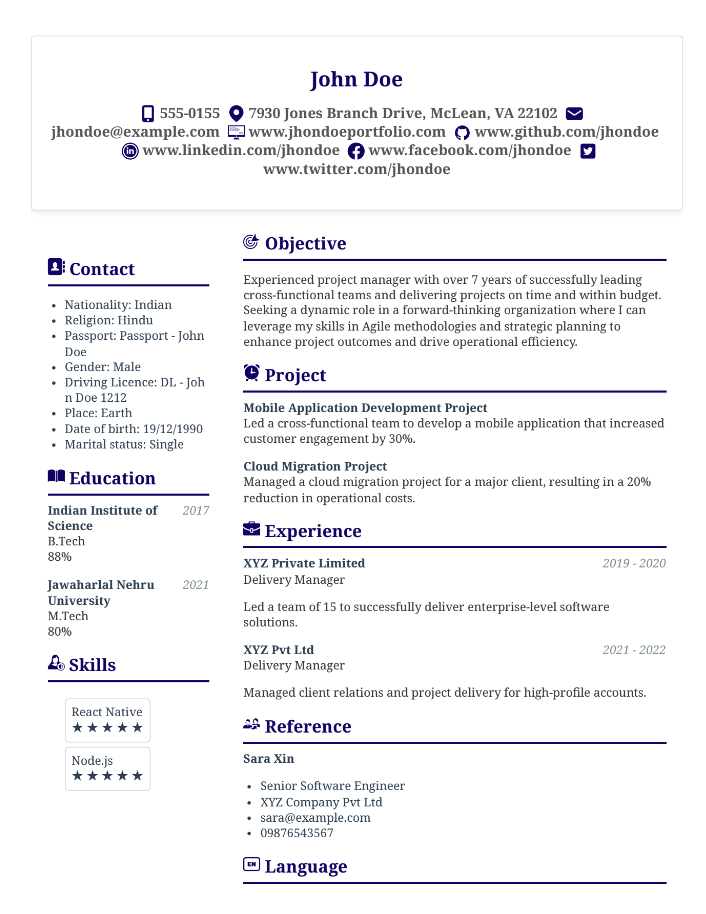 John Doe
555-0155 7930 Jones Branch Drive, McLean, VA 22102
jhondoe@example.com www.jhondoeportfolio.com www.github.com/jhondoe
www.linkedin.com/jhondoe www.facebook.com/jhondoe
www.twitter.com/jhondoe
Contact
Nationality: Indian
Religion: Hindu
Passport: Passport - John
Doe
Gender: Male
Driving Licence: DL - Joh
n Doe 1212
Place: Earth
Date of birth: 19/12/1990
Marital status: Single
Education
Indian Institute of 2017
Science
B.Tech
88%
Jawaharlal Nehru 2021
University
M.Tech
80%
Skills
React Native
★★★★★
Node.js
★★★★★
Objective
Experienced project manager with over 7 years of successfully leading
cross-functional teams and delivering projects on time and within budget.
Seeking a dynamic role in a forward-thinking organization where I can
leverage my skills in Agile methodologies and strategic planning to
enhance project outcomes and drive operational efficiency.
Project
Mobile Application Development Project
Led a cross-functional team to develop a mobile application that increased
customer engagement by 30%.
Cloud Migration Project
Managed a cloud migration project for a major client, resulting in a 20%
reduction in operational costs.
Experience
XYZ Private Limited 2019 - 2020
Delivery Manager
Led a team of 15 to successfully deliver enterprise-level software
solutions.
XYZ Pvt Ltd 2021 - 2022
Delivery Manager
Managed client relations and project delivery for high-profile accounts.
Reference
Sara Xin
Senior Software Engineer
XYZ Company Pvt Ltd
sara@example.com
09876543567
EN Language